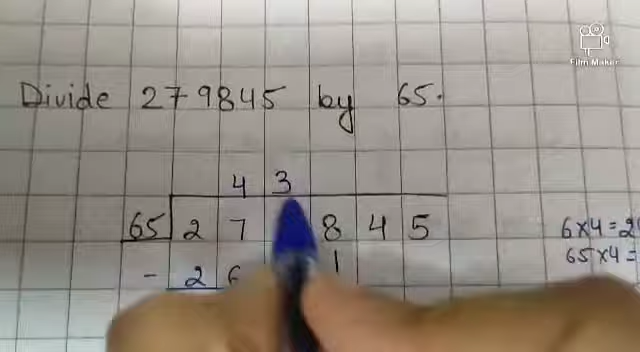 Film Maker
Divide 279845 by 65.
4 3
65 2 7 8 4 5
6x4=2
- 2 6 1
65x4=